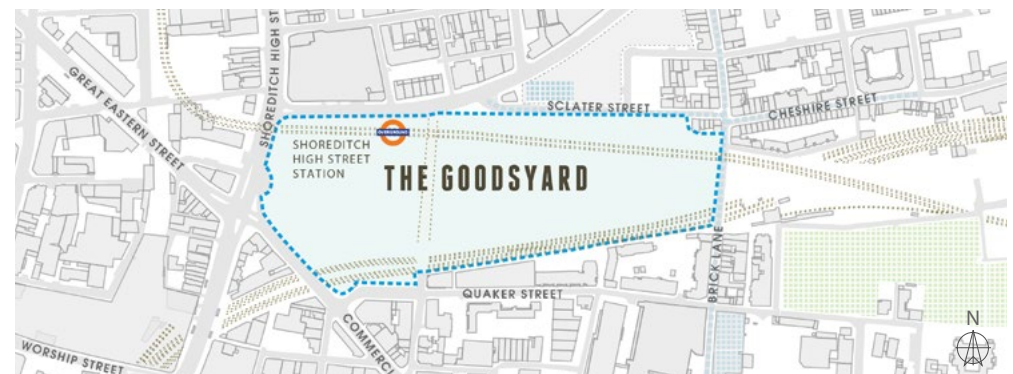 GREAT EASTERN STREET
SHOREDITCH HIGH ST
SCLATER STREET
CHESHIRE STREET
SHOREDITCH
HIGH STREET
STATION
THE GOODSYARD
BRICK LANE
QUAKER STREET
COMMERCI
WORSHIP STREET
N